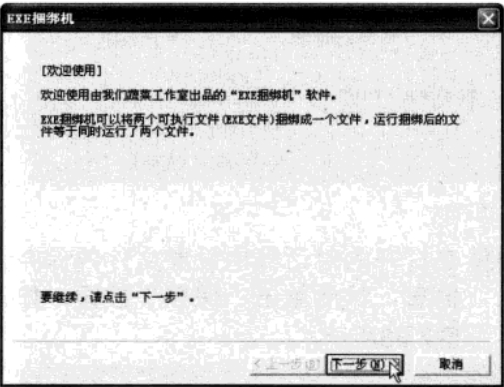 EXE捆绑机
[欢迎使用]
欢迎使用由我们蔬菜工作室出品的“EXE捆绑机”软件。
EXE捆绑机可以将两个可执行文件(EXE文件)捆绑成一个文件，运行捆绑后的文
件等于同时运行了两个文件。
要继续，请点击“下一步”。
<上一步(B) 下一步(N)> 取消